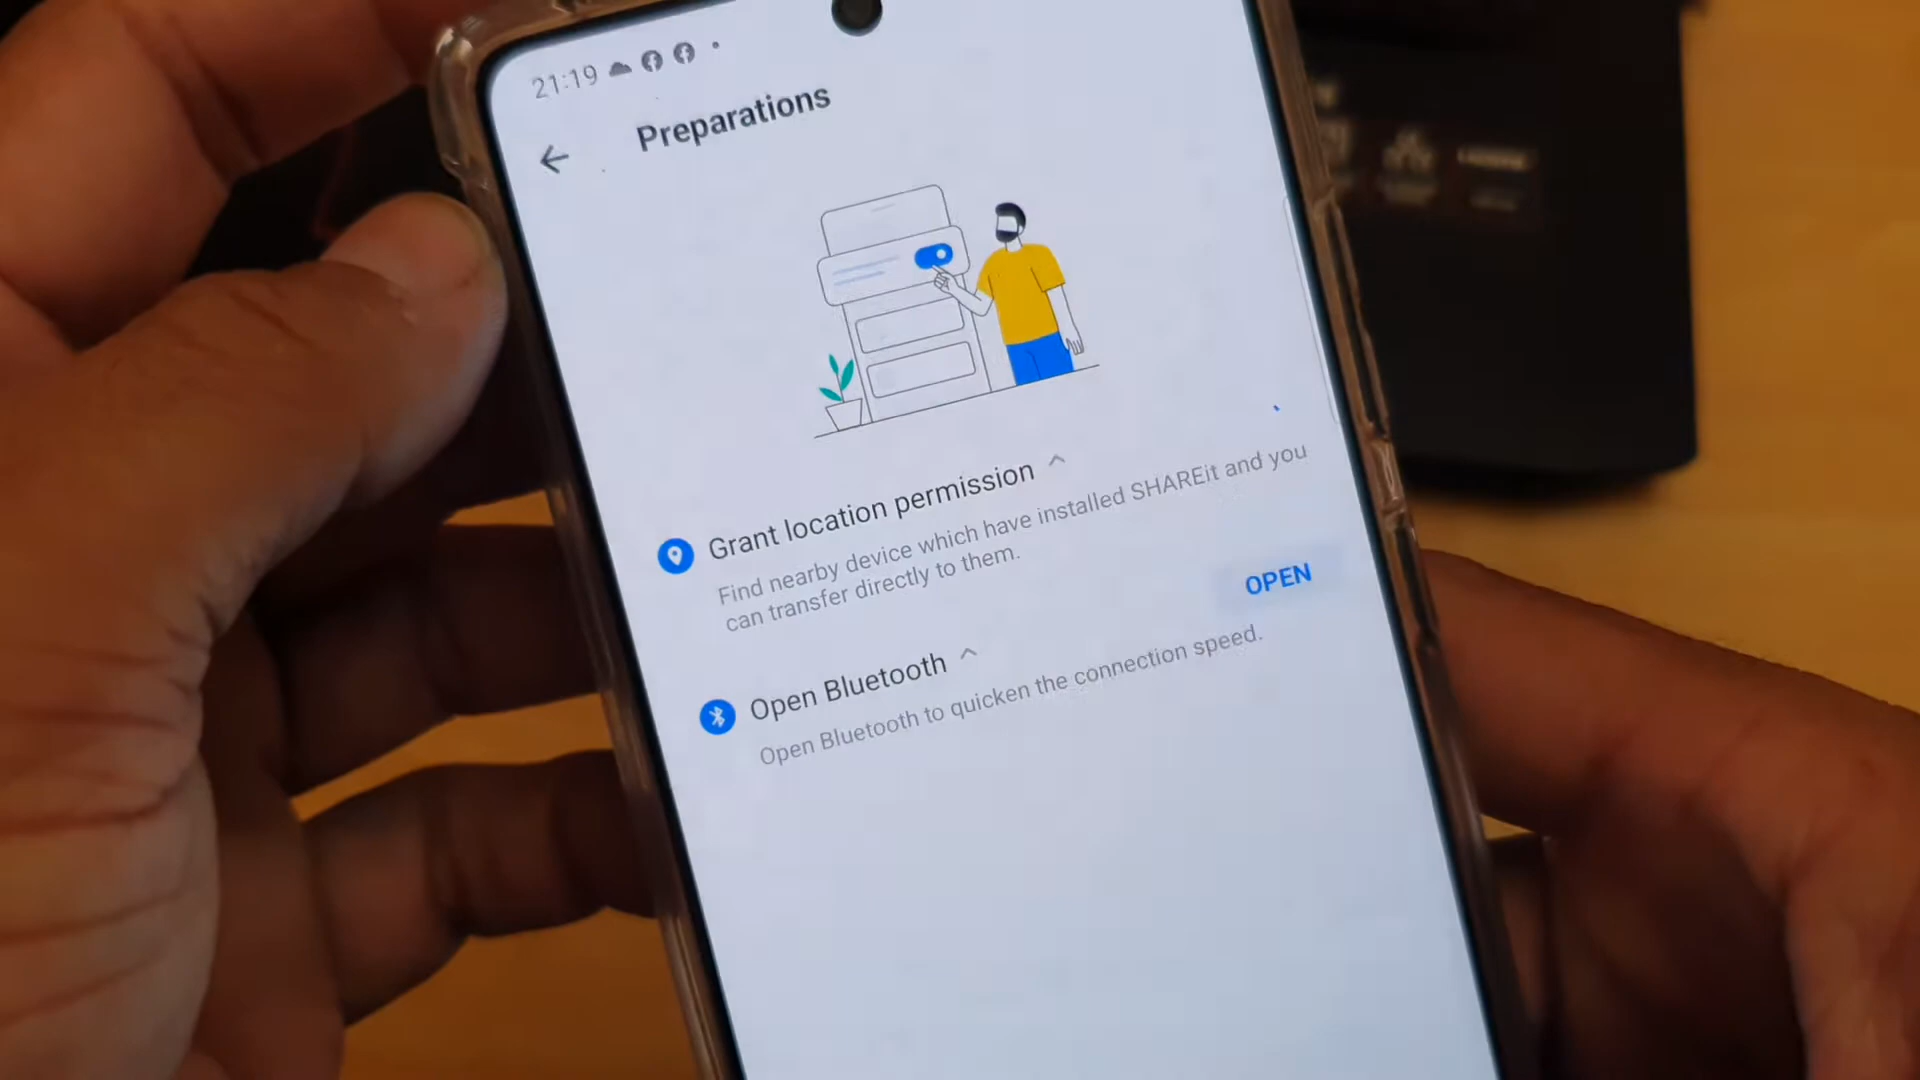 21:19
Preparations
Grant location permission
Find nearby device which have installed SHAREit and you
can transfer directly to them.
OPEN
Open Bluetooth
Open Bluetooth to quicken the connection speed.